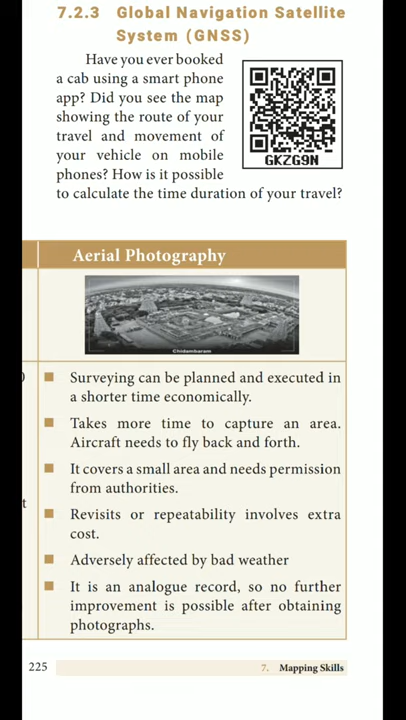 7.2.3 Global Navigation Satellite
System (GNSS)
Have you ever booked
a cab using a smart phone
app? Did you see the map
showing the route of your
travel and movement of
your vehicle on mobile
phones? How is it possible
to calculate the time duration of your travel?
GKZG9N
Aerial Photography
Chidambaram
Surveying can be planned and executed in
a shorter time economically.
Takes more time to capture an area.
Aircraft needs to fly back and forth.
It covers a small area and needs permission
from authorities.
t
Revisits or repeatability involves extra
cost.
Adversely affected by bad weather
It is an analogue record, so no further
improvement is possible after obtaining
photographs.
225
7. Mapping Skills